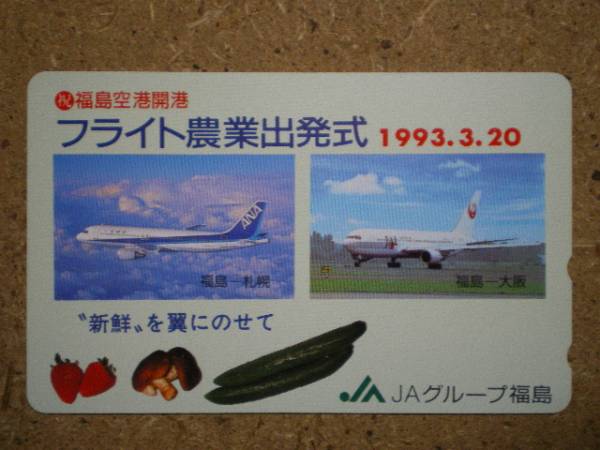 祝福島空港開港
フライト農業出発式 1993.3.20
ANA
福島ー札幌
福島ー大阪
〝新鮮〟を翼にのせて
JA JAグループ福島